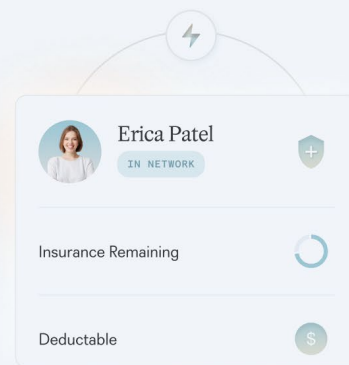 Erica Patel
IN NETWORK
Insurance Remaining
Deductable
$